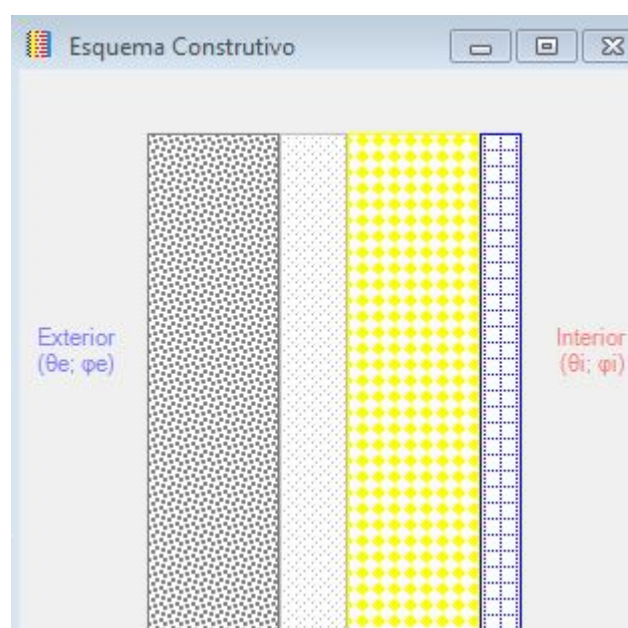 Esquema Construtivo
Exterior
(θe; φe)
Interior
(θi; φi)